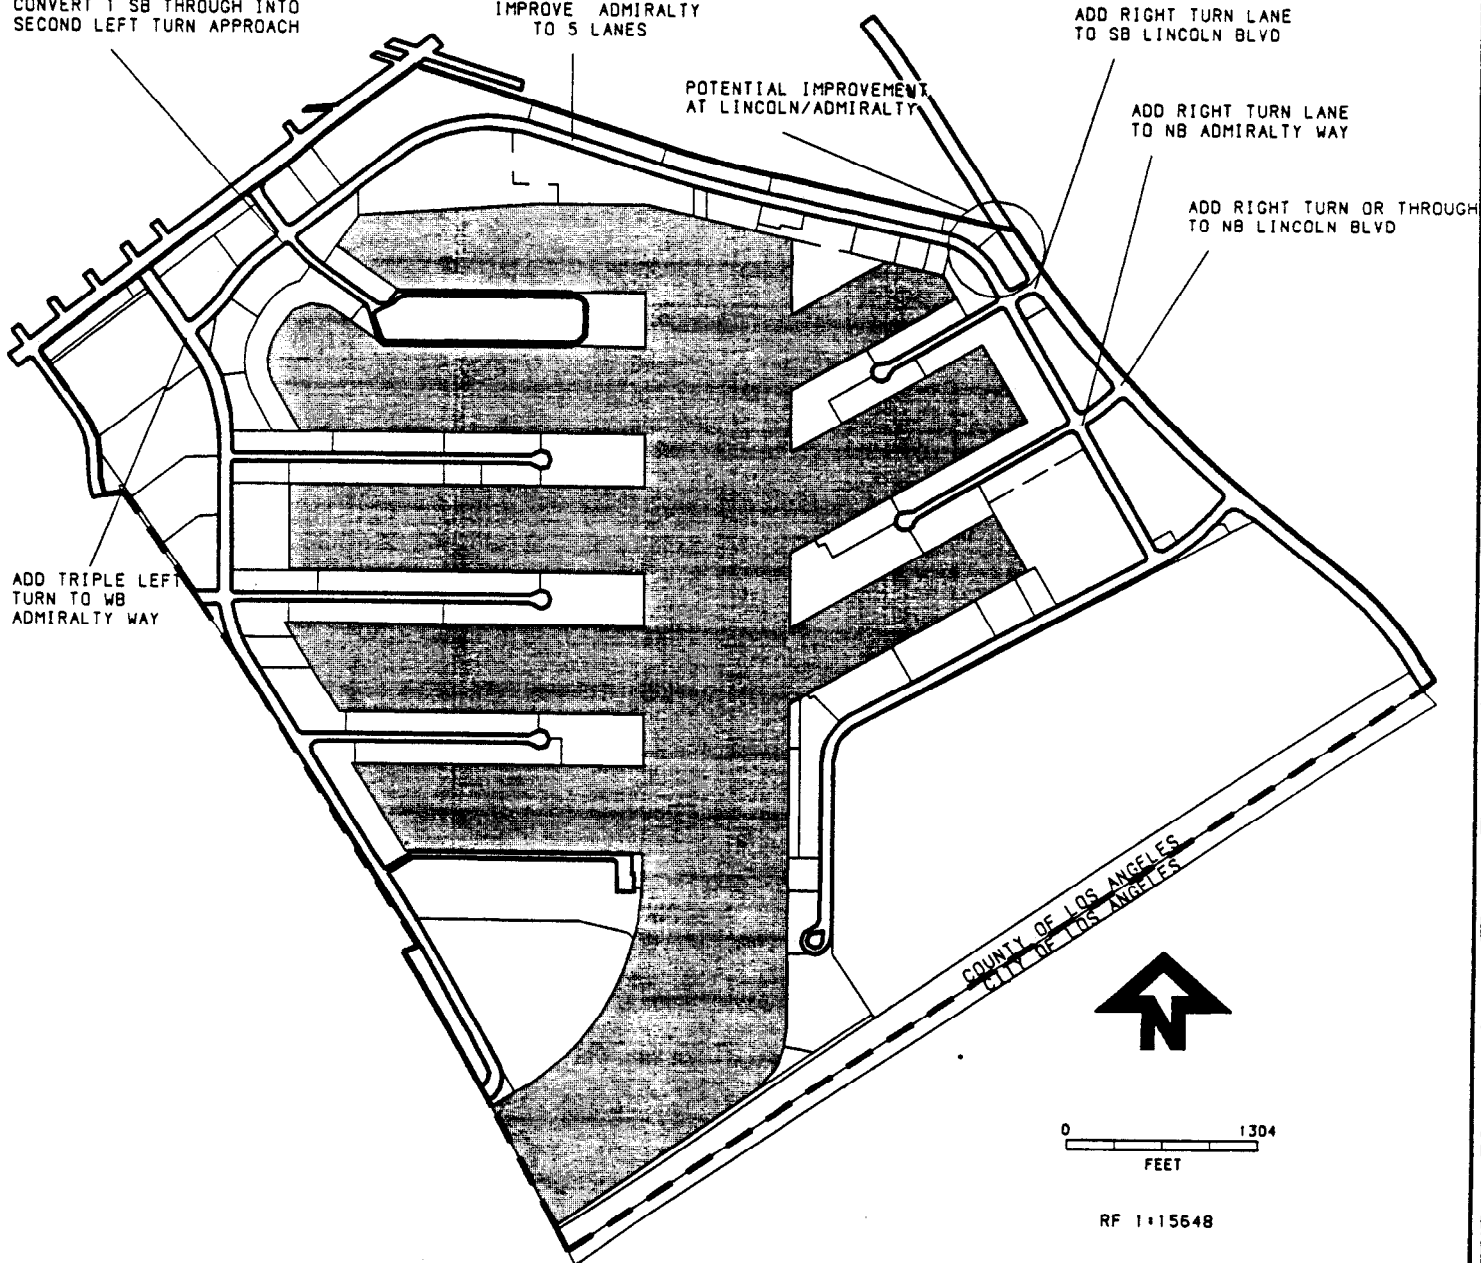 CONVERT 1 SB THROUGH INTO
SECOND LEFT TURN APPROACH
IMPROVE ADMIRALTY
TO 5 LANES
ADD RIGHT TURN LANE
TO SB LINCOLN BLVD
POTENTIAL IMPROVEMENT
AT LINCOLN/ADMIRALTY
ADD RIGHT TURN LANE
TO NB ADMIRALTY WAY
ADD RIGHT TURN OR THROUGH
TO NB LINCOLN BLVD
ADD TRIPLE LEFT
TURN TO WB
ADMIRALTY WAY
COUNTY OF LOS ANGELES
CITY OF LOS ANGELES
N
0 1304
FEET
RF 1:15648